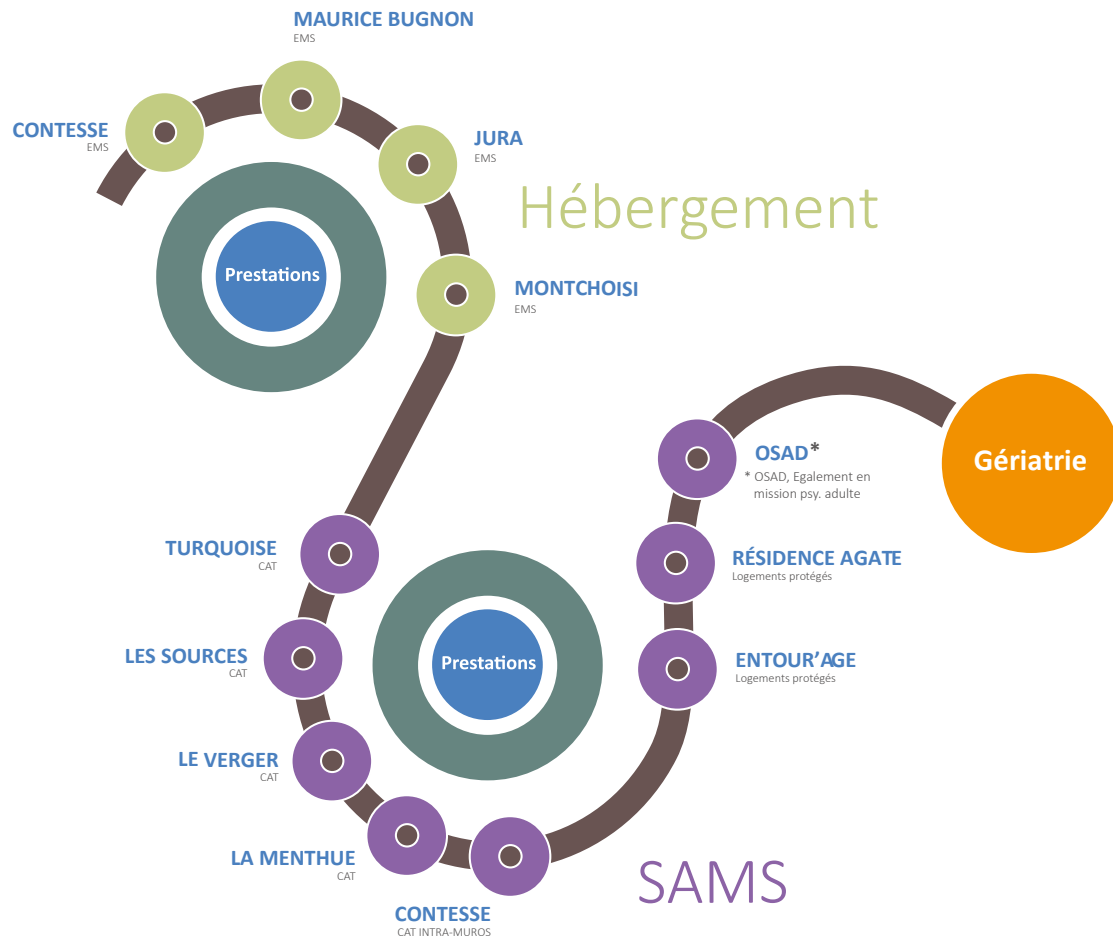 MAURICE BUGNON
EMS
CONTESSE
EMS
JURA
EMS
Hébergement
Prestations
MONTCHOISI
EMS
OSAD*
* OSAD, Egalement en
mission psy. adulte
Gériatrie
TURQUOISE
CAT
RÉSIDENCE AGATE
Logements protégés
LES SOURCES
CAT
Prestations
ENTOUR’AGE
Logements protégés
LE VERGER
CAT
LA MENTHUE
CAT
SAMS
CONTESSE
CAT INTRA-MUROS